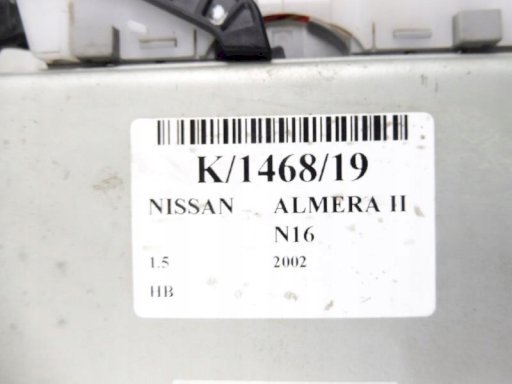 K/1468/19
NISSAN ALMERA II
N16
1.5 2002
HB